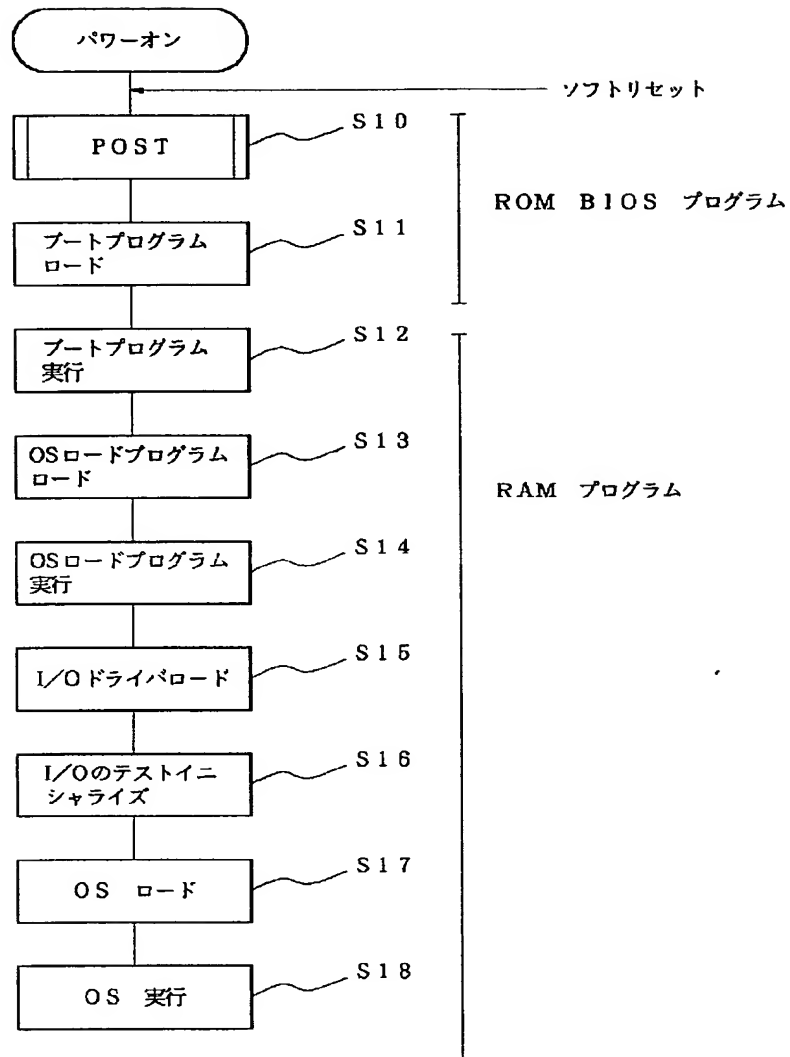 パワーオン
ソフトリセット
POST
S10
ROM BIOS プログラム
ブートプログラム
ロード
S11
ブートプログラム
実行
S12
OSロードプログラム
ロード
S13
RAM プログラム
OSロードプログラム
実行
S14
I/Oドライバロード
S15
I/Oのテストイニ
シャライズ
S16
OS ロード
S17
OS 実行
S18